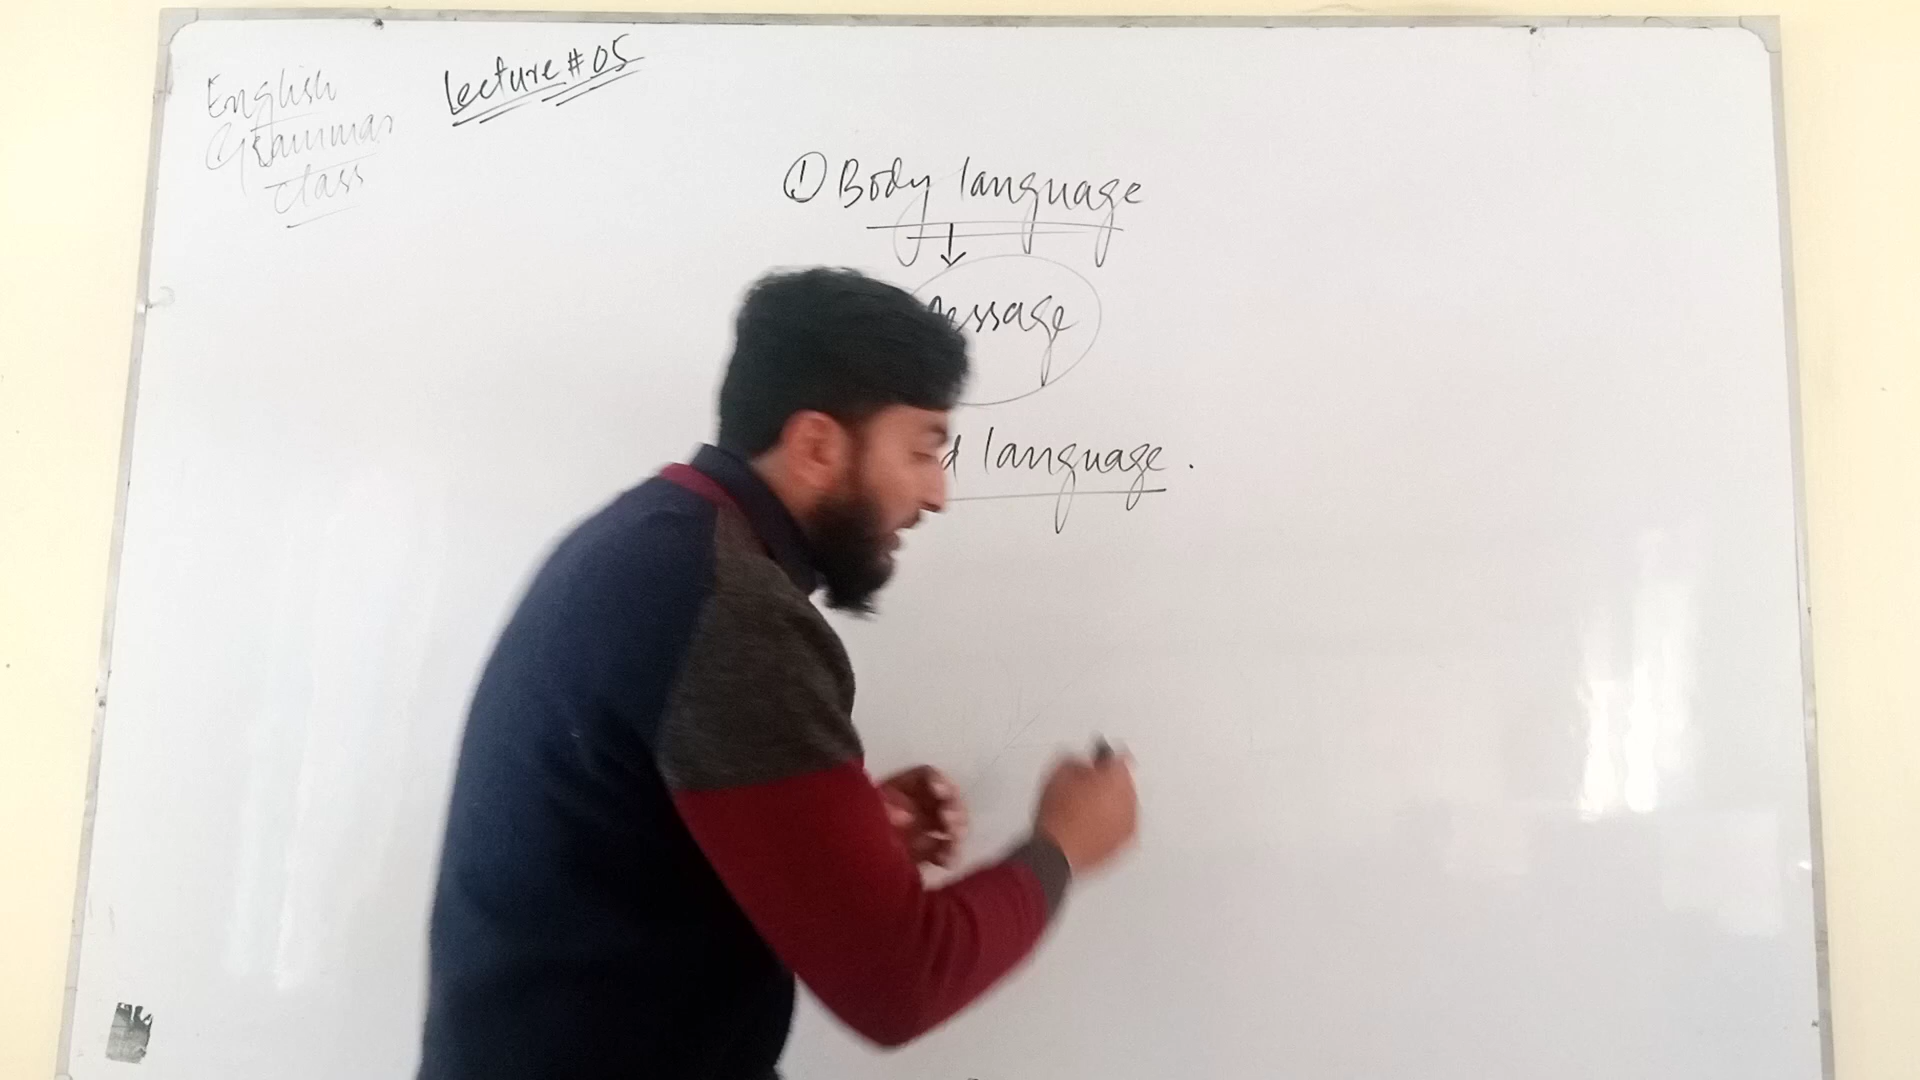 English
Grammar
class
Lecture # 05
① Body language
↓
essage
d language.